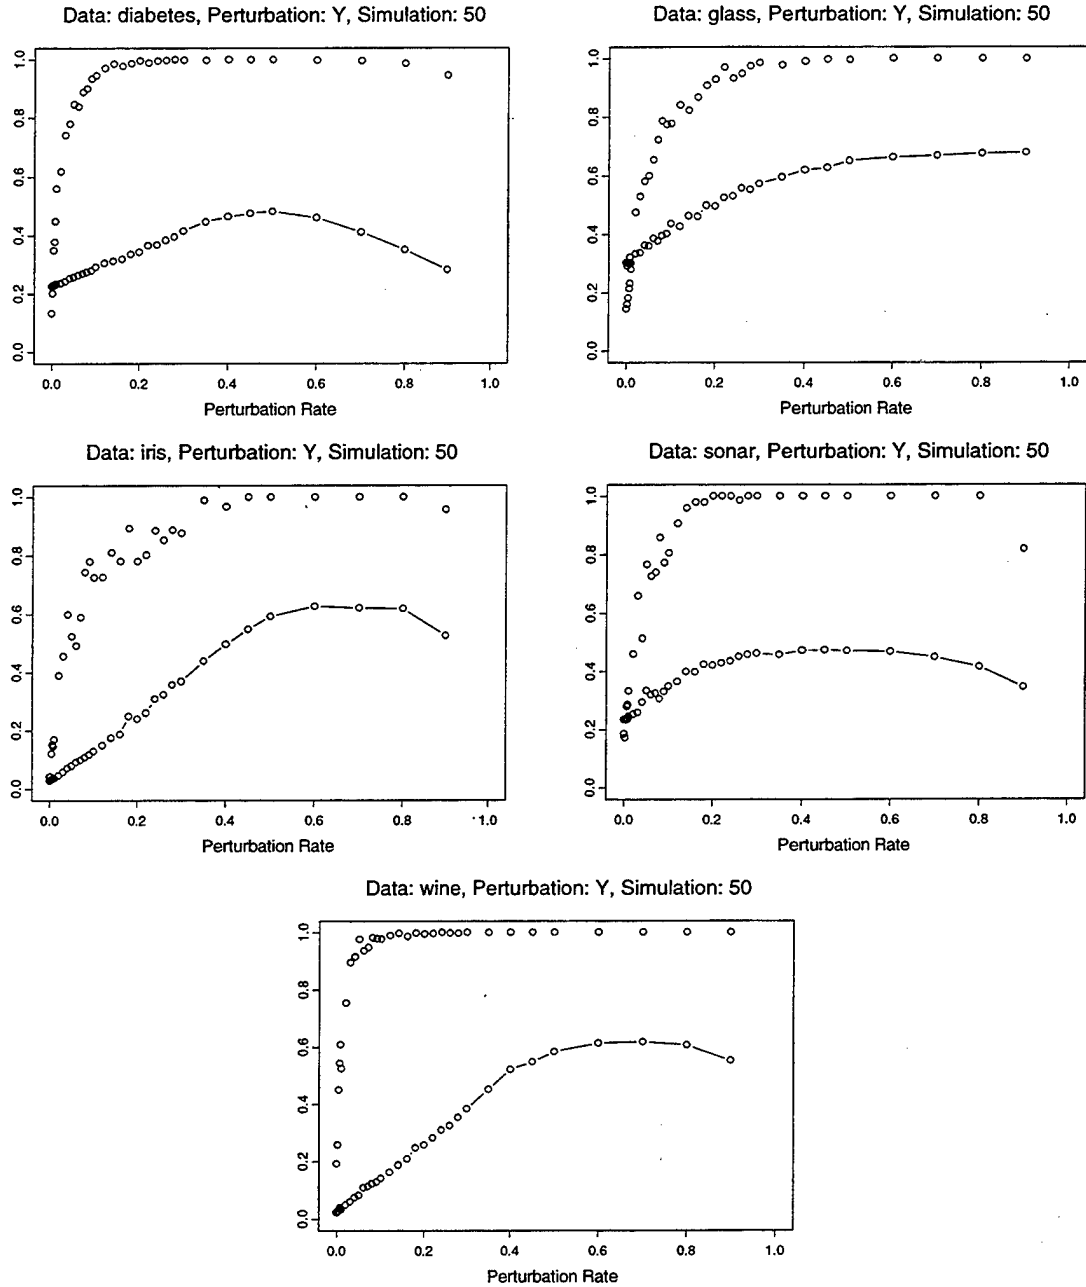 Data: diabetes, Perturbation: Y, Simulation: 50
1.0
0.8
0.6
0.4
0.2
0.0
0.0 0.2 0.4 0.6 0.8 1.0
Perturbation Rate
Data: glass, Perturbation: Y, Simulation: 50
1.0
0.8
0.6
0.4
0.2
0.0
0.0 0.2 0.4 0.6 0.8 1.0
Perturbation Rate
Data: iris, Perturbation: Y, Simulation: 50
1.0
0.8
0.6
0.4
0.2
0.0
0.0 0.2 0.4 0.6 0.8 1.0
Perturbation Rate
Data: sonar, Perturbation: Y, Simulation: 50
1.0
0.8
0.6
0.4
0.2
0.0
0.0 0.2 0.4 0.6 0.8 1.0
Perturbation Rate
Data: wine, Perturbation: Y, Simulation: 50
1.0
0.8
0.6
0.4
0.2
0.0
0.0 0.2 0.4 0.6 0.8 1.0
Perturbation Rate